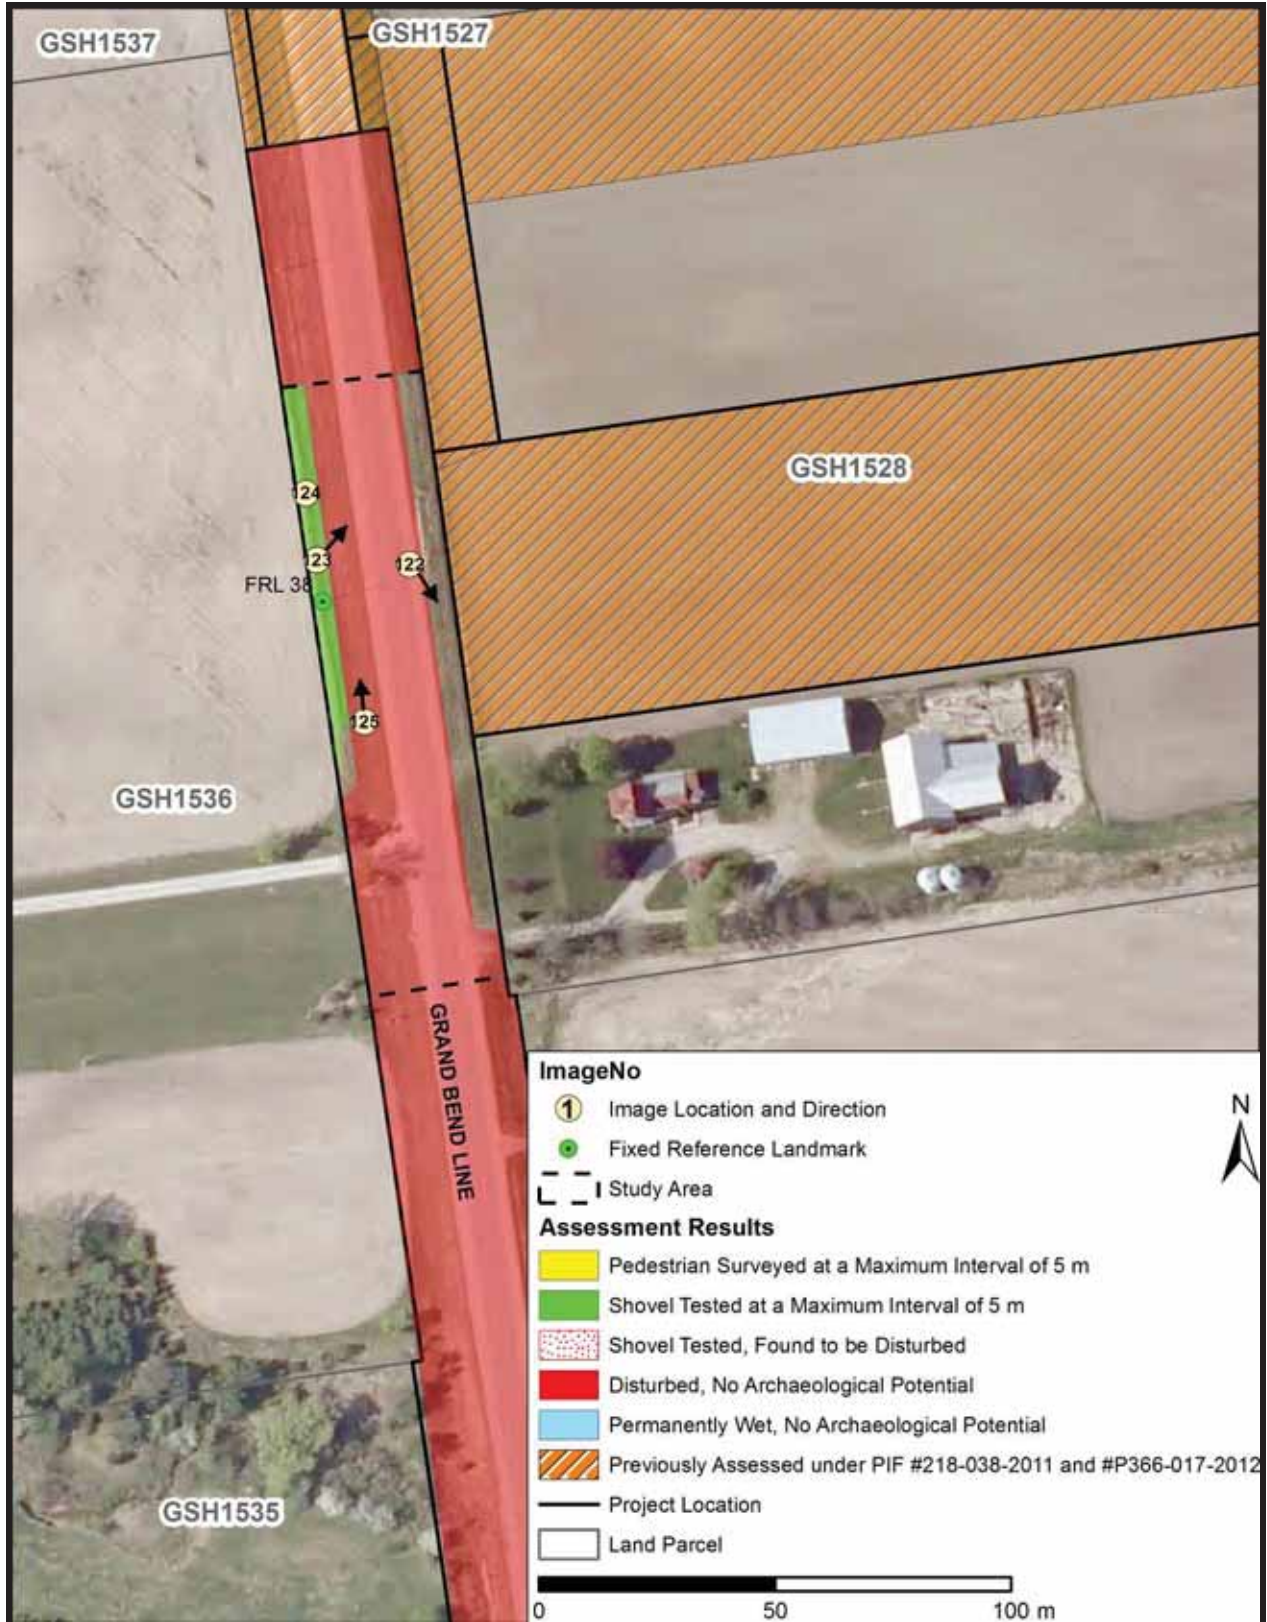 GSH1537
GSH1527
GSH1528
124
123
122
FRL 38
125
GSH1536
GRAND BEND LINE
GSH1535
ImageNo
1 Image Location and Direction
Fixed Reference Landmark
Study Area
Assessment Results
Pedestrian Surveyed at a Maximum Interval of 5 m
Shovel Tested at a Maximum Interval of 5 m
Shovel Tested, Found to be Disturbed
Disturbed, No Archaeological Potential
Permanently Wet, No Archaeological Potential
Previously Assessed under PIF #218-038-2011 and #P366-017-2012
Project Location
Land Parcel
N
0 50 100 m